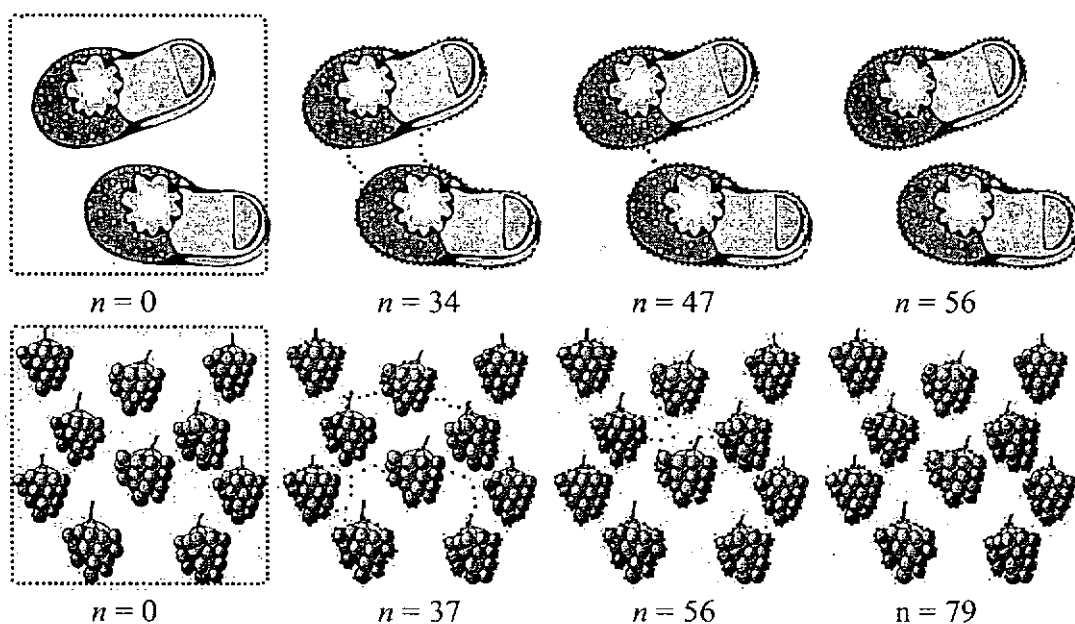 n = 0 n = 34 n = 47 n = 56
n = 0 n = 37 n = 56 n = 79